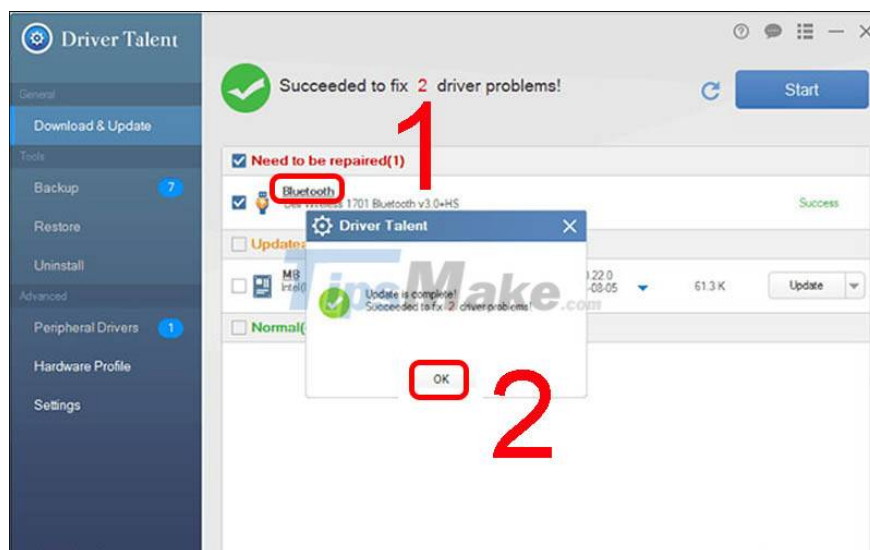 Driver Talent
Succeeded to fix 2 driver problems!
Start
General
Download & Update
Tools
Backup 7
Restore
Uninstall
Advanced
Peripheral Drivers 1
Hardware Profile
Settings
1
Need to be repaired(1)
Bluetooth
Dell Wireless 1701 Bluetooth v3.0+HS
Success
Driver Talent
MB
-08-05
61.3 K
Update
Update is complete!
Succeeded to fix 2 driver problems!
TipsMake.com
Normal(
OK
2